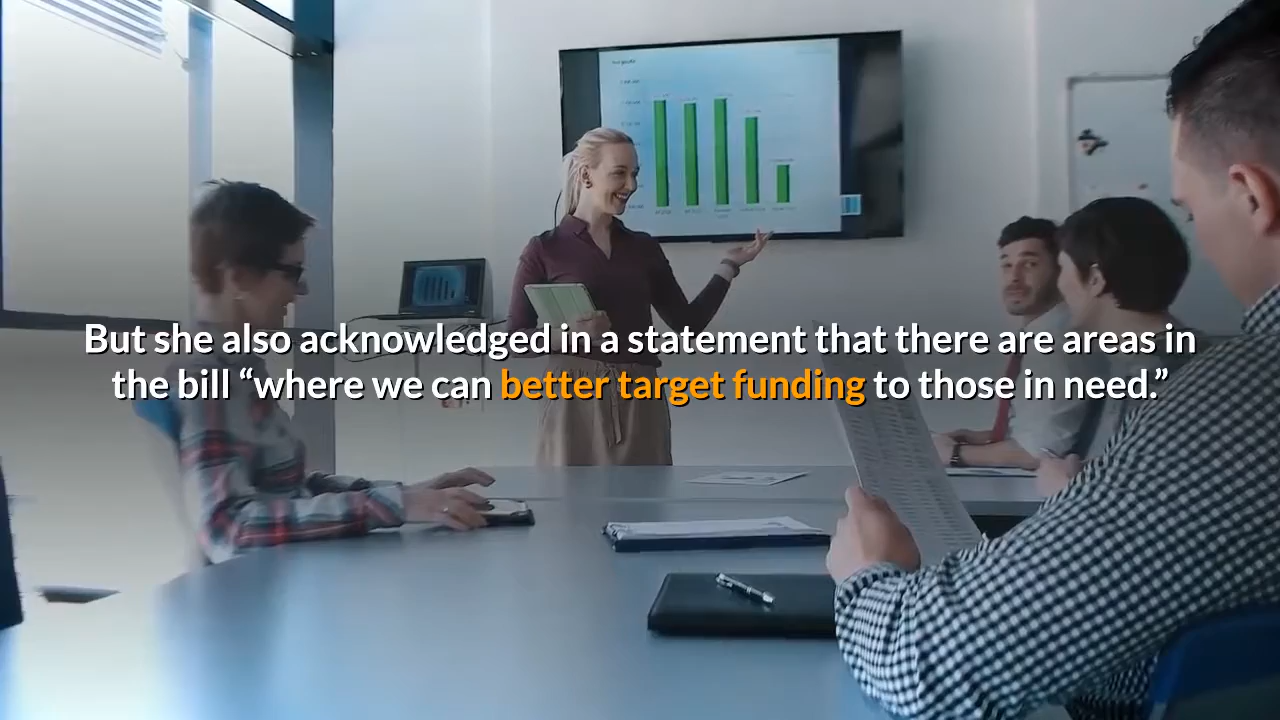 But she also acknowledged in a statement that there are areas in
the bill “where we can better target funding to those in need.”